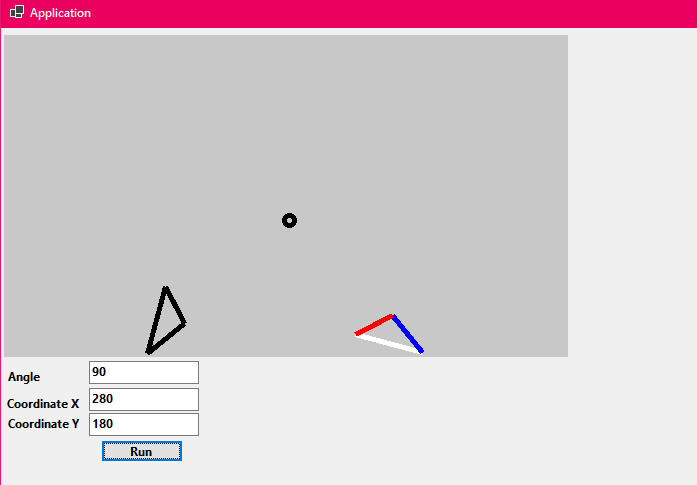 Application
Angle 90
Coordinate X 280
Coordinate Y 180
Run